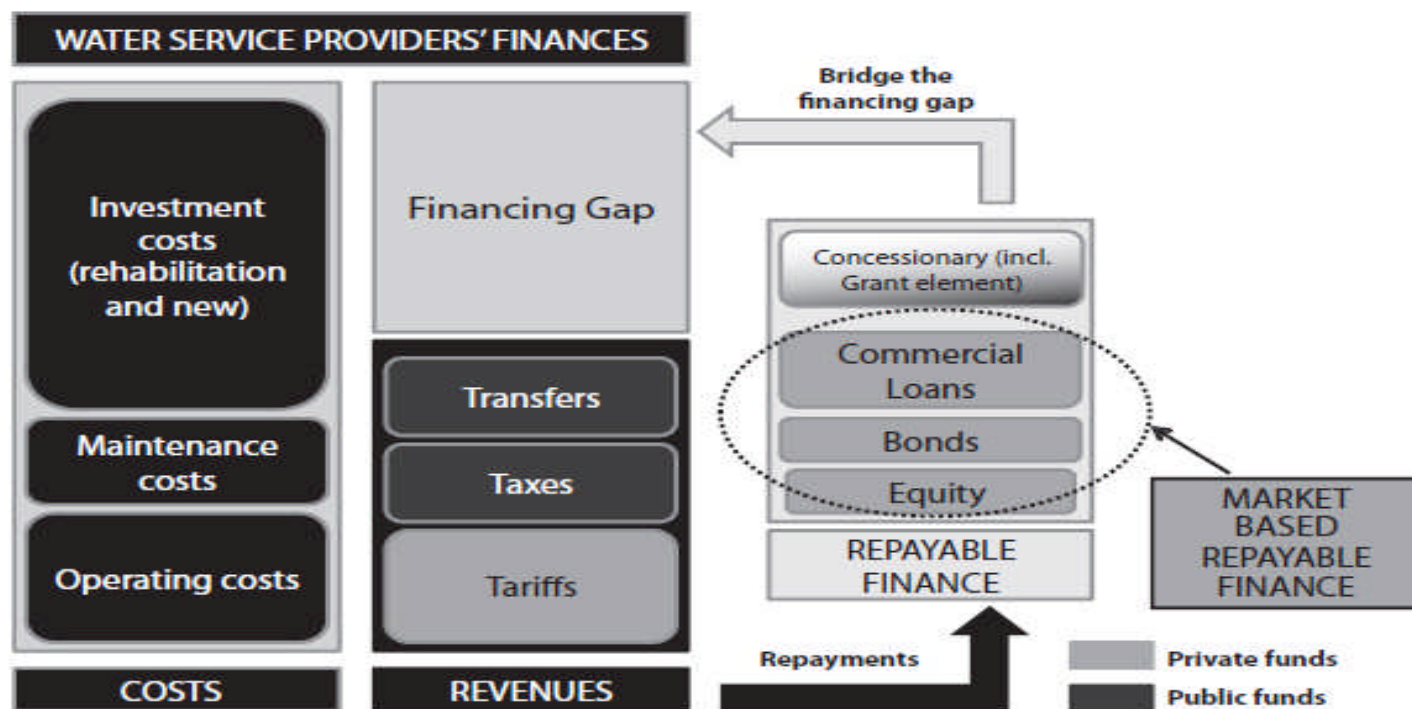 WATER SERVICE PROVIDERS' FINANCES
Investment
costs
(rehabilitation
and new)
Maintenance
costs
Operating costs
COSTS
Financing Gap
Transfers
Taxes
Tariffs
REVENUES
Bridge the
financing gap
Concessionary (incl.
Grant element)
Commercial
Loans
Bonds
Equity
REPAYABLE
FINANCE
Repayments
MARKET
BASED
REPAYABLE
FINANCE
Private funds
Public funds